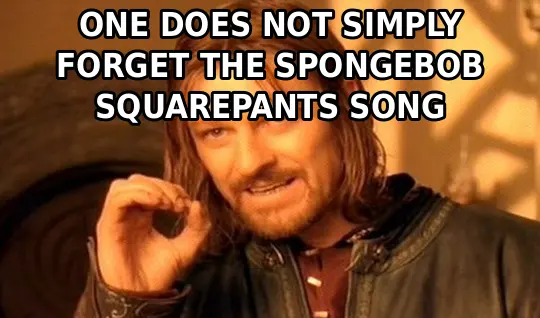 ONE DOES NOT SIMPLY
FORGET THE SPONGEBOB
SQUAREPANTS SONG